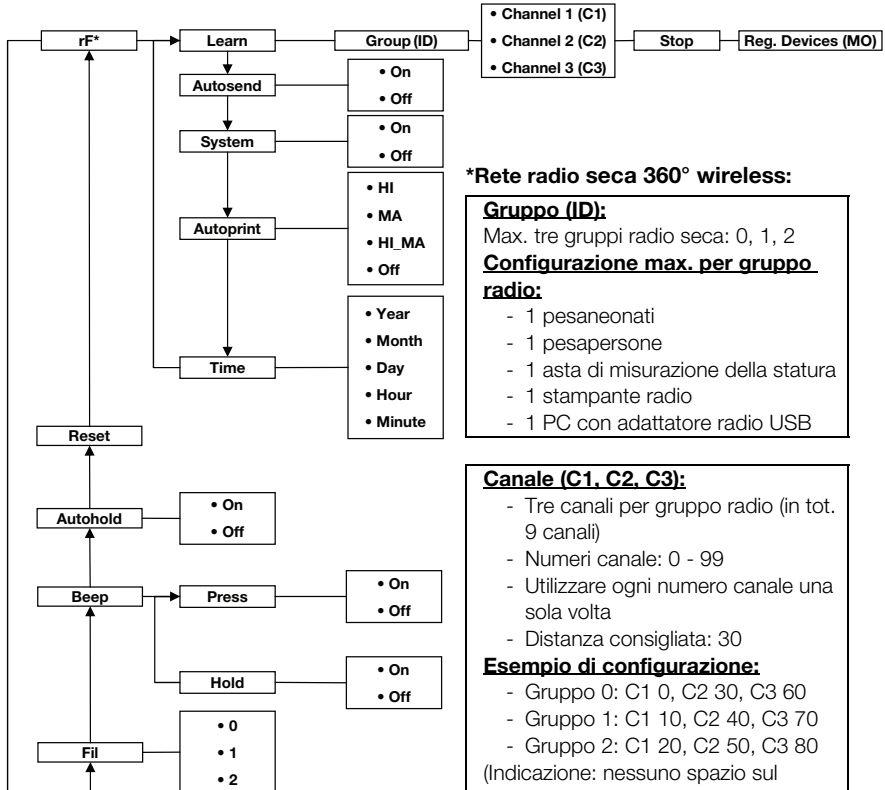 rF*
Learn
Group (ID)
• Channel 1 (C1)
• Channel 2 (C2)
• Channel 3 (C3)
Stop
Reg. Devices (MO)
Autosend
• On
• Off
System
• On
• Off
Autoprint
• HI
• MA
• HI_MA
• Off
Time
• Year
• Month
• Day
• Hour
• Minute
Reset
Autohold
• On
• Off
Beep
Press
• On
• Off
Hold
• On
• Off
Fil
• 0
• 1
• 2
*Rete radio seca 360° wireless:
Gruppo (ID):
Max. tre gruppi radio seca: 0, 1, 2
Configurazione max. per gruppo
radio:
- 1 pesaneonati
- 1 pesapersone
- 1 asta di misurazione della statura
- 1 stampante radio
- 1 PC con adattatore radio USB
Canale (C1, C2, C3):
- Tre canali per gruppo radio (in tot.
9 canali)
- Numeri canale: 0 - 99
- Utilizzare ogni numero canale una
sola volta
- Distanza consigliata: 30
Esempio di configurazione:
- Gruppo 0: C1 0, C2 30, C3 60
- Gruppo 1: C1 10, C2 40, C3 70
- Gruppo 2: C1 20, C2 50, C3 80
(Indicazione: nessuno spazio sul